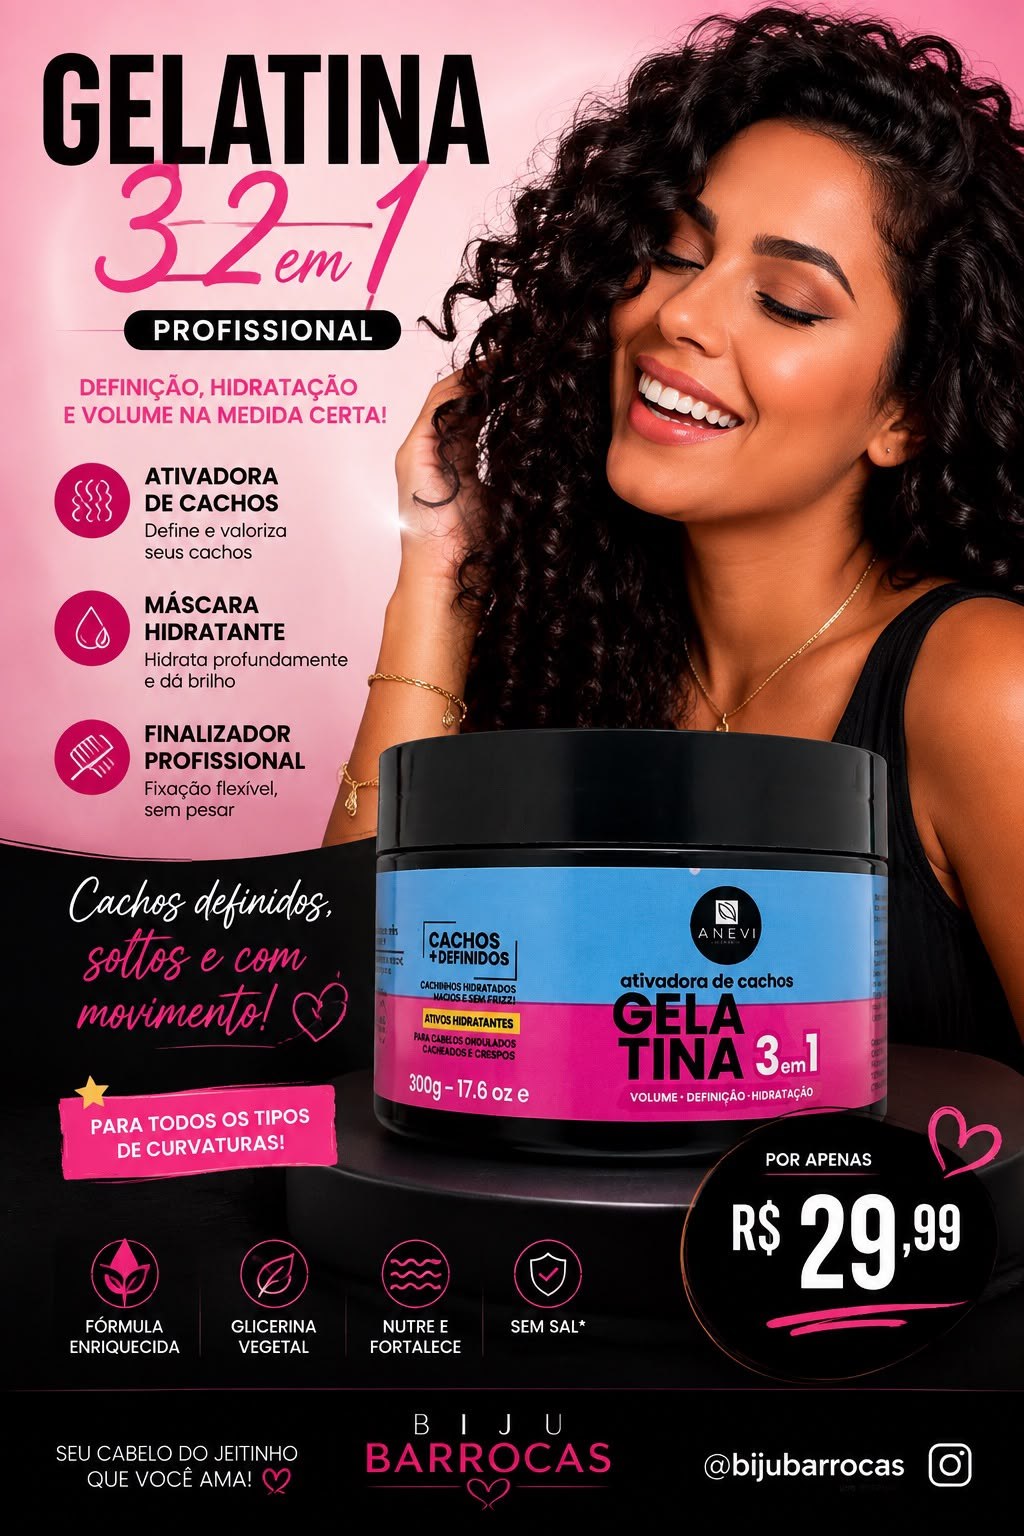 GELATINA
3 2 em 1
PROFISSIONAL
DEFINIÇÃO, HIDRATAÇÃO
E VOLUME NA MEDIDA CERTA!
ATIVADORA
DE CACHOS
Define e valoriza
seus cachos
MÁSCARA
HIDRATANTE
Hidrata profundamente
e dá brilho
FINALIZADOR
PROFISSIONAL
Fixação flexível,
sem pesar
Cachos definidos,
soltos e com
movimento!
PARA TODOS OS TIPOS
DE CURVATURAS!
CACHOS
+DEFINIDOS
CACHINHOS HIDRATADOS
MACIOS E SEM FRIZZ!
ATIVOS HIDRATANTES
PARA CABELOS ONDULADOS
CACHEADOS E CRESPOS
300g – 17.6 oz e
ANEVI
ativadora de cachos
GELA
TINA 3 em 1
VOLUME • DEFINIÇÃO • HIDRATAÇÃO
POR APENAS
R$ 29,99
FÓRMULA
ENRIQUECIDA
GLICERINA
VEGETAL
NUTRE E
FORTALECE
SEM SAL*
SEU CABELO DO JEITINHO
QUE VOCÊ AMA!
BIJU
BARROCAS
@bijubarrocas